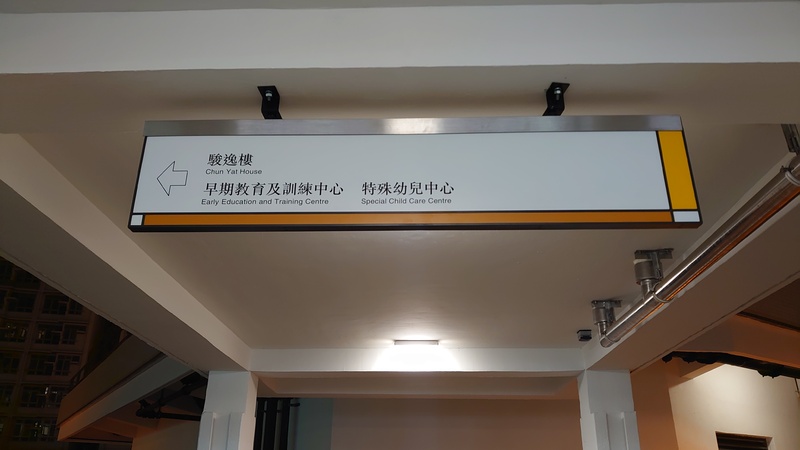 駿逸樓
Chun Yat House
早期教育及訓練中心 特殊幼兒中心
Early Education and Training Centre Special Child Care Centre